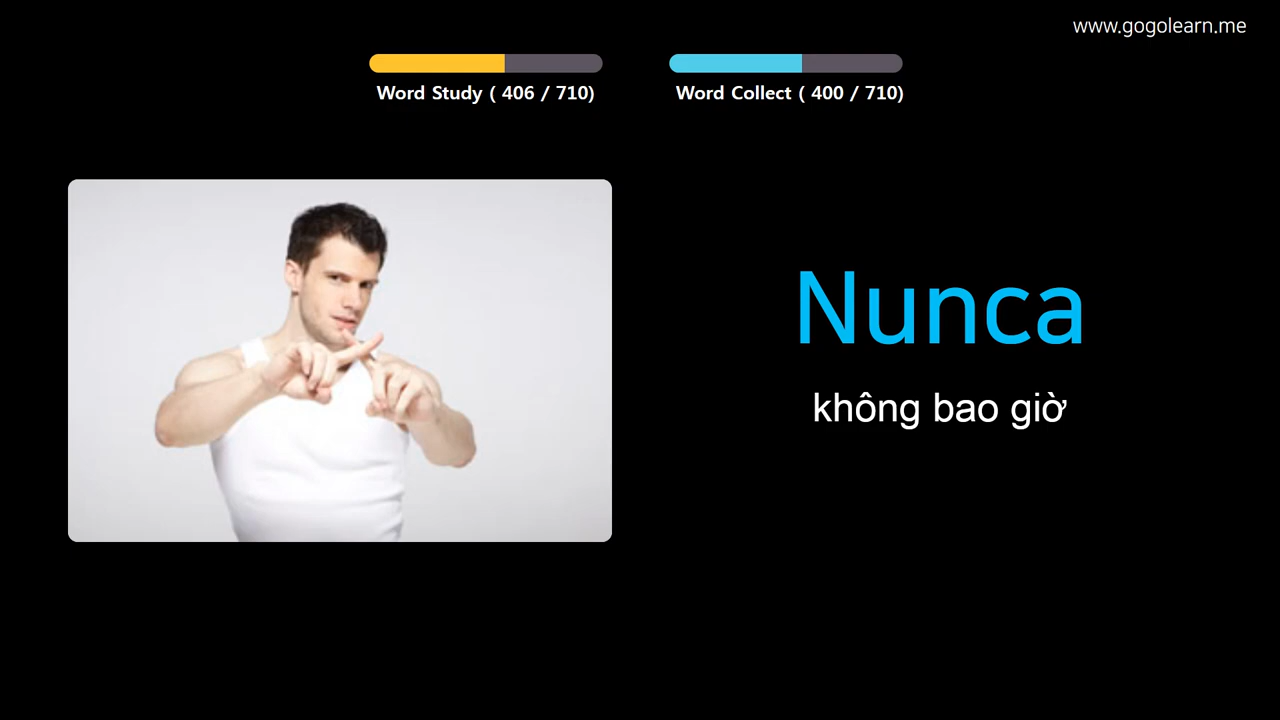 www.gogolearn.me
Word Study ( 406 / 710)
Word Collect ( 400 / 710)
Nunca
không bao giờ